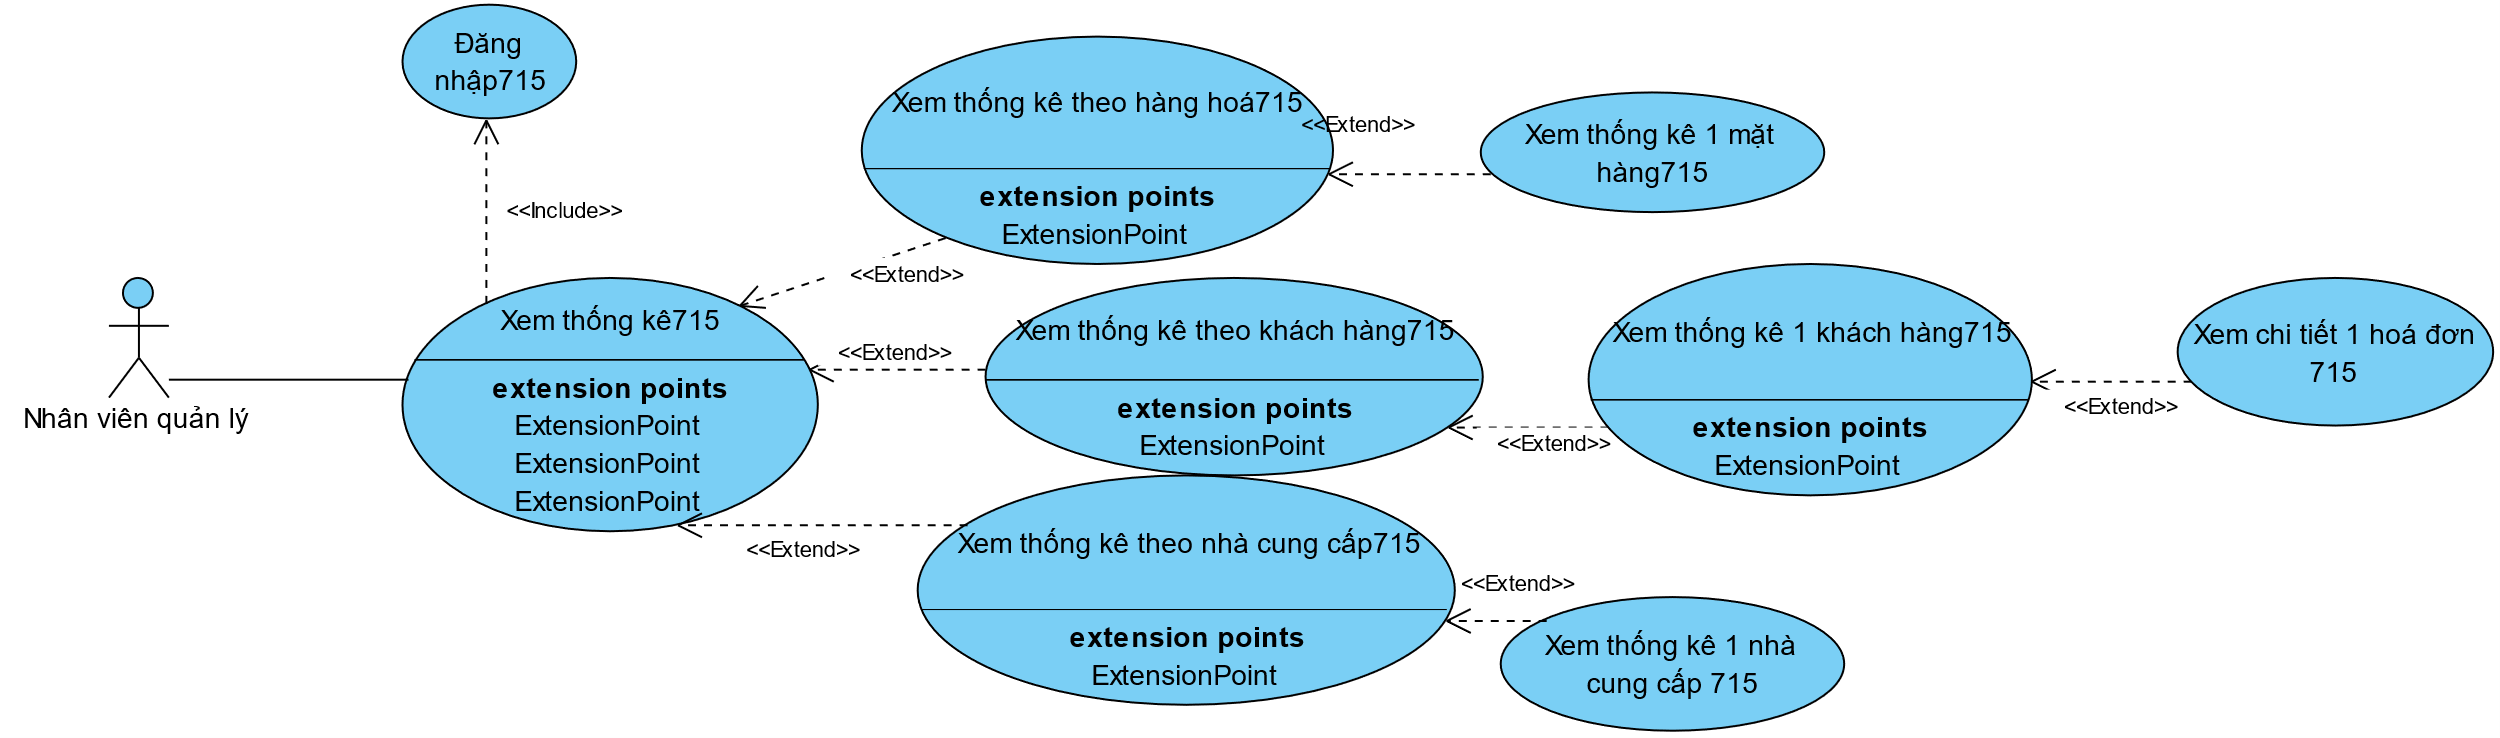 Đăng
nhập715
<<Include>>
Nhân viên quản lý
Xem thống kê715
extension points
ExtensionPoint
ExtensionPoint
ExtensionPoint
Xem thống kê theo hàng hoá715
extension points
ExtensionPoint
<<Extend>>
<<Extend>>
Xem thống kê 1 mặt
hàng715
<<Extend>>
Xem thống kê theo khách hàng715
extension points
ExtensionPoint
<<Extend>>
Xem thống kê 1 khách hàng715
extension points
ExtensionPoint
<<Extend>>
Xem chi tiết 1 hoá đơn
715
<<Extend>>
Xem thống kê theo nhà cung cấp715
extension points
ExtensionPoint
<<Extend>>
Xem thống kê 1 nhà
cung cấp 715